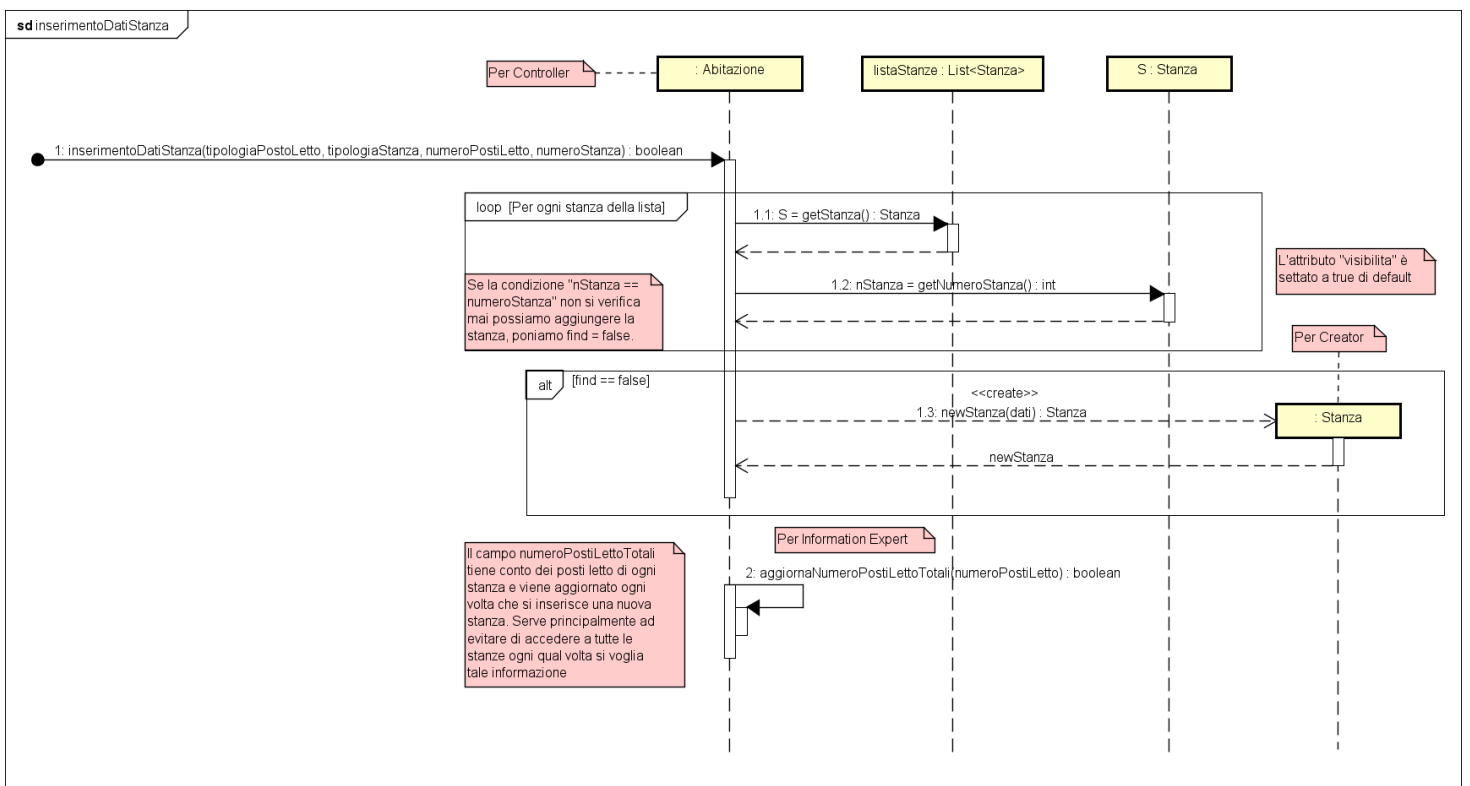 sd inserimentoDatiStanza
Per Controller
: Abitazione
listaStanze : List<Stanza>
S : Stanza
1: inserimentoDatiStanza(tipologiaPostoLetto, tipologiaStanza, numeroPostiLetto, numeroStanza) : boolean
loop [Per ogni stanza della lista]
1.1: S = getStanza() : Stanza
L'attributo "visibilita" è
settato a true di default
Se la condizione "nStanza ==
numeroStanza" non si verifica
mai possiamo aggiungere la
stanza, poniamo find = false.
1.2: nStanza = getNumeroStanza() : int
Per Creator
alt [find == false]
<<create>>
1.3: newStanza(dati) : Stanza
: Stanza
newStanza
Per Information Expert
Il campo numeroPostiLettoTotali
tiene conto dei posti letto di ogni
stanza e viene aggiornato ogni
volta che si inserisce una nuova
stanza. Serve principalmente ad
evitare di accedere a tutte le
stanze ogni qual volta si voglia
tale informazione
2: aggiornaNumeroPostiLettoTotali(numeroPostiLetto) : boolean